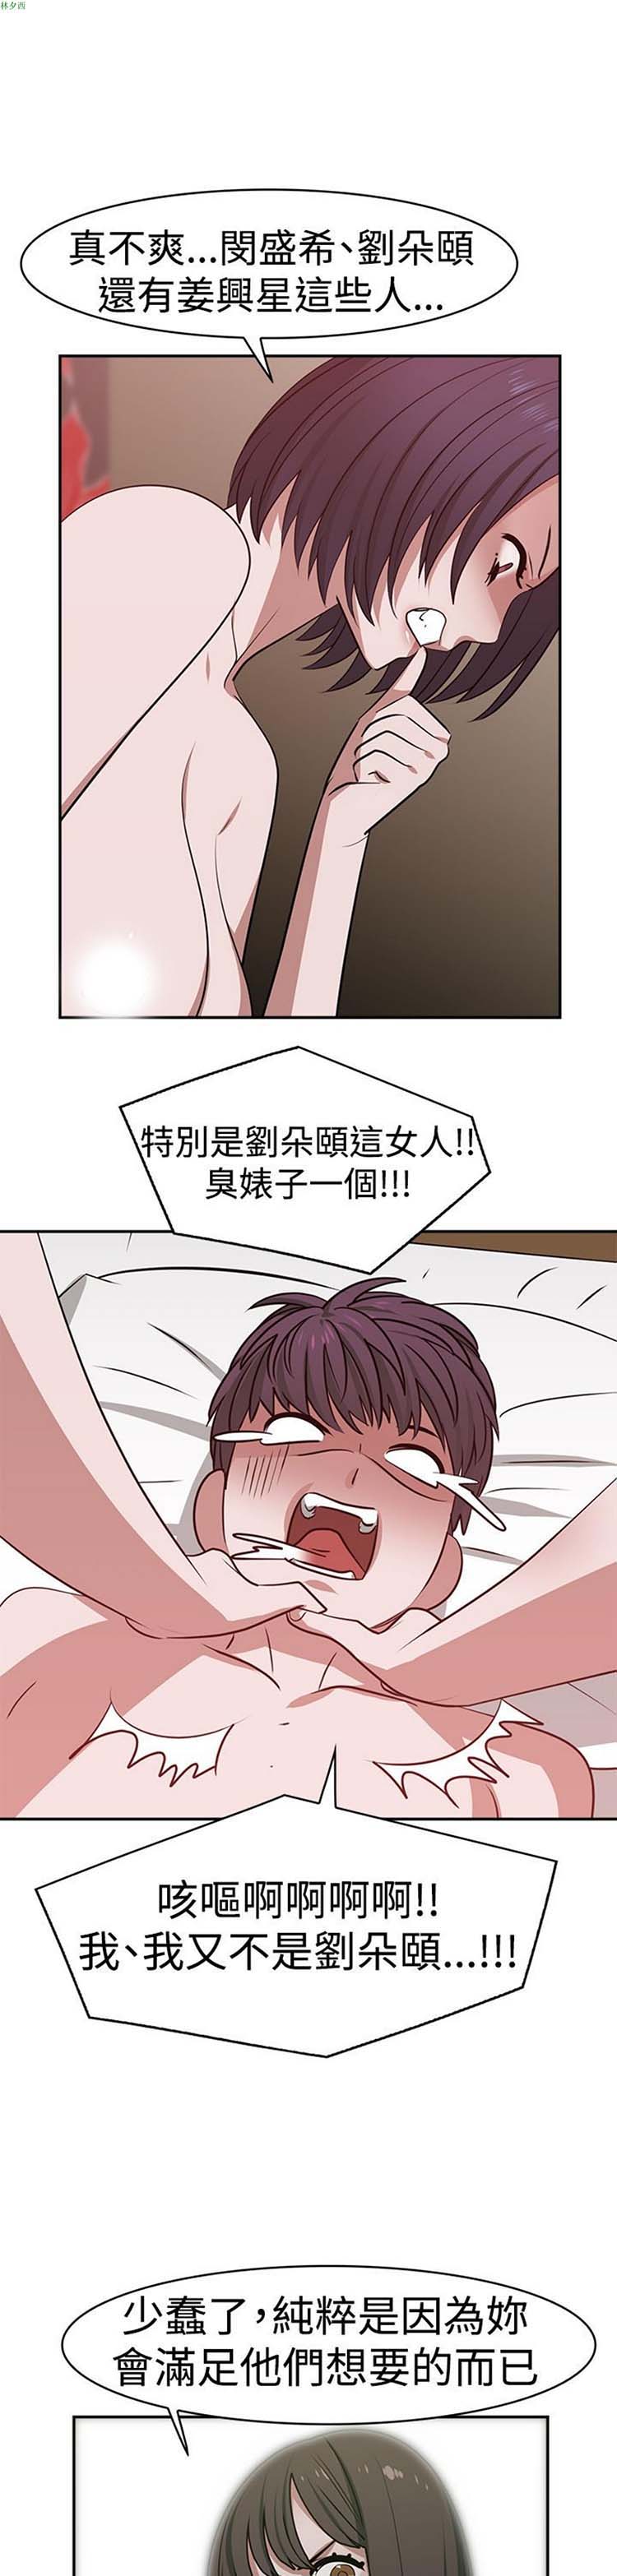 林夕西
真不爽...閔盛希、劉朵頤
還有姜興星這些人...
特別是劉朵頤這女人!!
臭婊子一個!!!
咳嘔啊啊啊啊!!
我、我又不是劉朵頤...!!!
少蠢了,純粹是因為妳
會滿足他們想要的而已